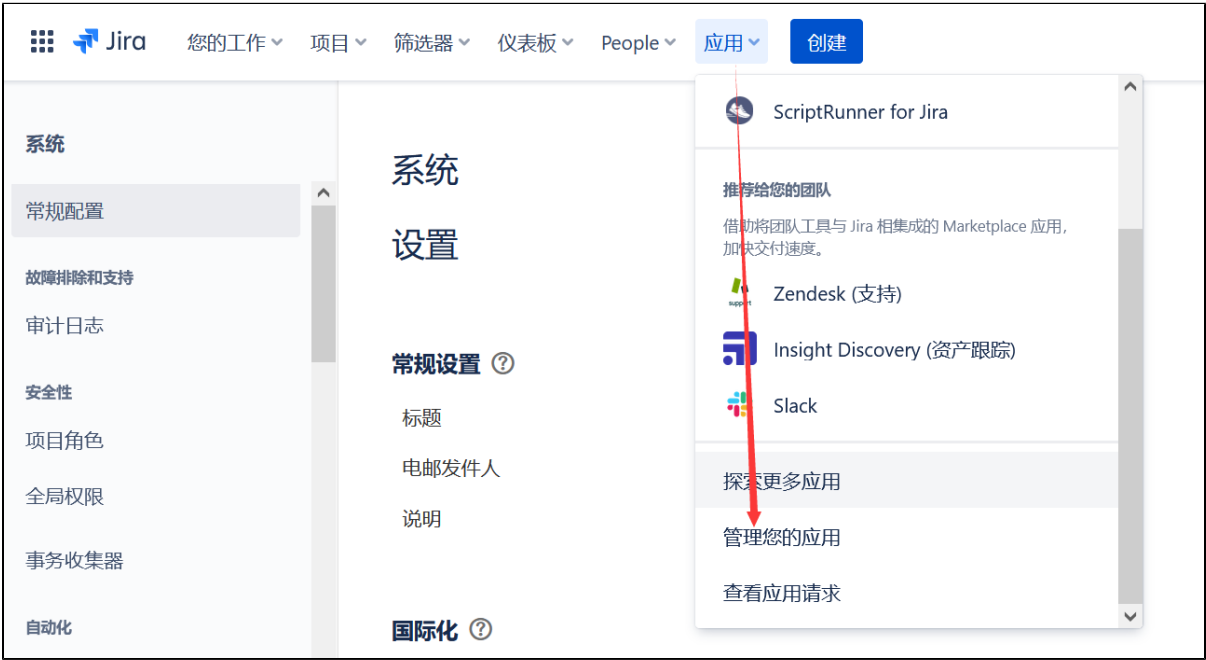 Jira 您的工作 项目 筛选器 仪表板 People 应用 创建
系统
常规配置
故障排除和支持
审计日志
安全性
项目角色
全局权限
事务收集器
自动化
系统
设置
常规设置
标题
电邮发件人
说明
国际化
ScriptRunner for Jira
推荐给您的团队
借助将团队工具与 Jira 相集成的 Marketplace 应用，
加快交付速度。
support
Zendesk (支持)
Insight Discovery (资产跟踪)
Slack
探索更多应用
管理您的应用
查看应用请求